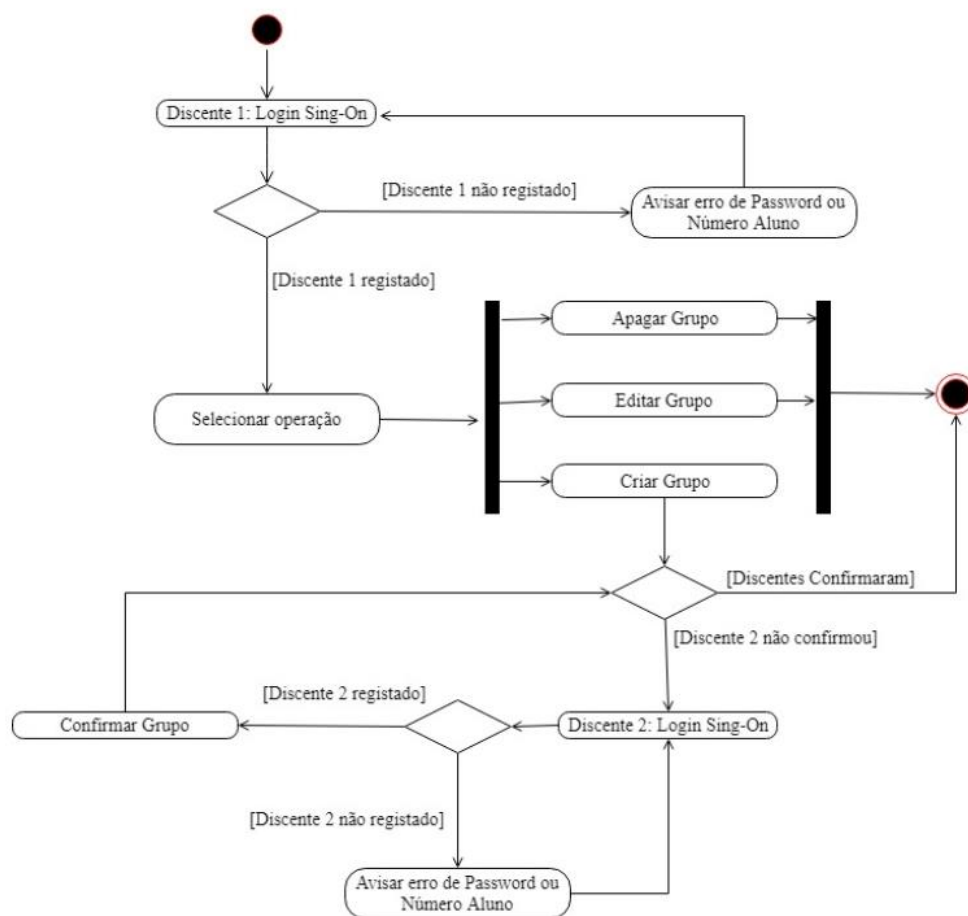 Discente 1: Login Sing-On
[Discente 1 não registado]
Avisar erro de Password ou
Número Aluno
[Discente 1 registado]
Apagar Grupo
Selecionar operação
Editar Grupo
Criar Grupo
[Discentes Confirmaram]
[Discente 2 não confirmou]
[Discente 2 registado]
Confirmar Grupo
Discente 2: Login Sing-On
[Discente 2 não registado]
Avisar erro de Password ou
Número Aluno